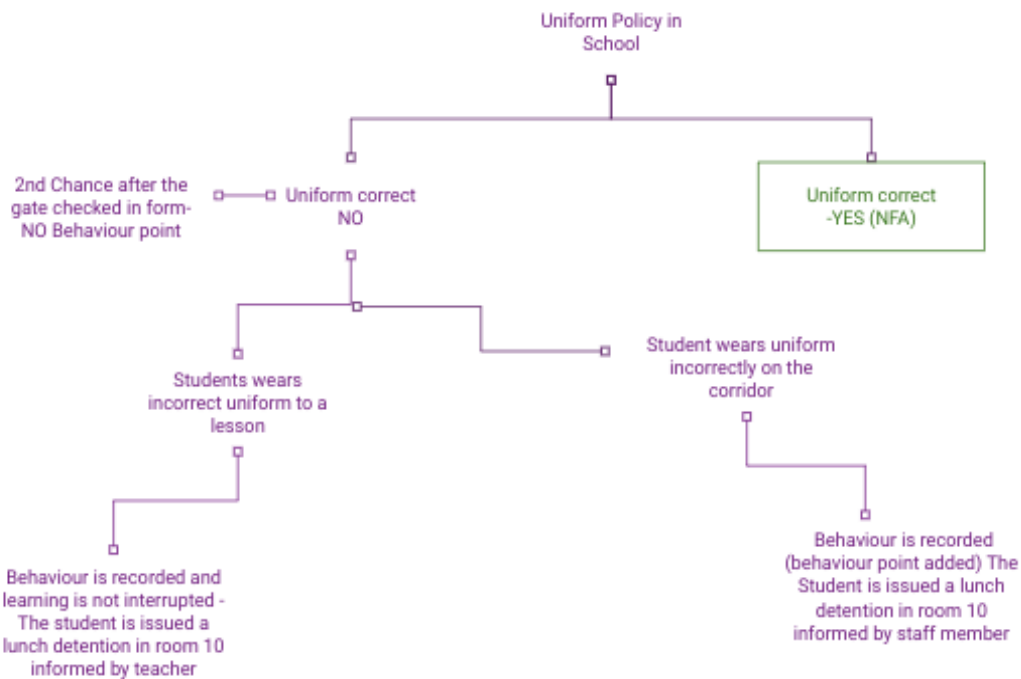 Uniform Policy in
School
2nd Chance after the
gate checked in form-
NO Behaviour point
Uniform correct
NO
Uniform correct
-YES (NFA)
Students wears
incorrect uniform to a
lesson
Student wears uniform
incorrectly on the
corridor
Behaviour is recorded and
learning is not interrupted -
The student is issued a
lunch detention in room 10
informed by teacher
Behaviour is recorded
(behaviour point added) The
Student is issued a lunch
detention in room 10
informed by staff member